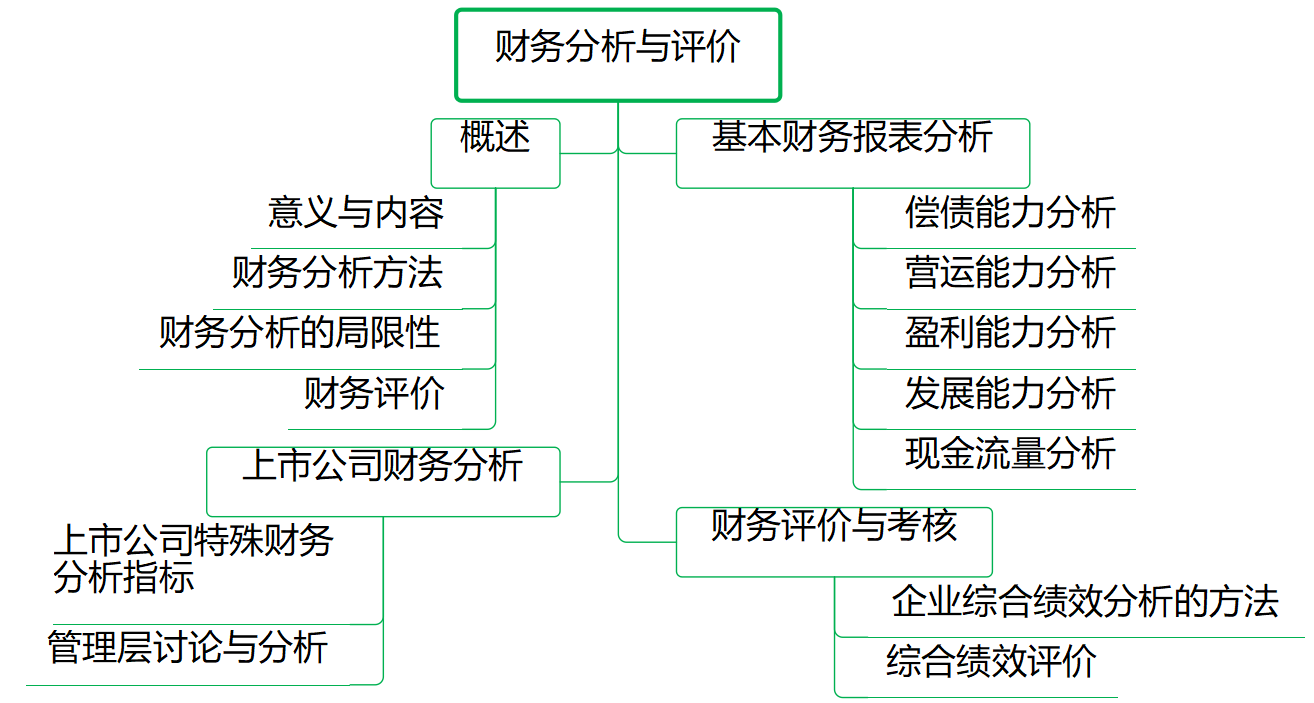 财务分析与评价
概述
意义与内容
财务分析方法
财务分析的局限性
财务评价
基本财务报表分析
偿债能力分析
营运能力分析
盈利能力分析
发展能力分析
现金流量分析
上市公司财务分析
上市公司特殊财务
分析指标
管理层讨论与分析
财务评价与考核
企业综合绩效分析的方法
综合绩效评价